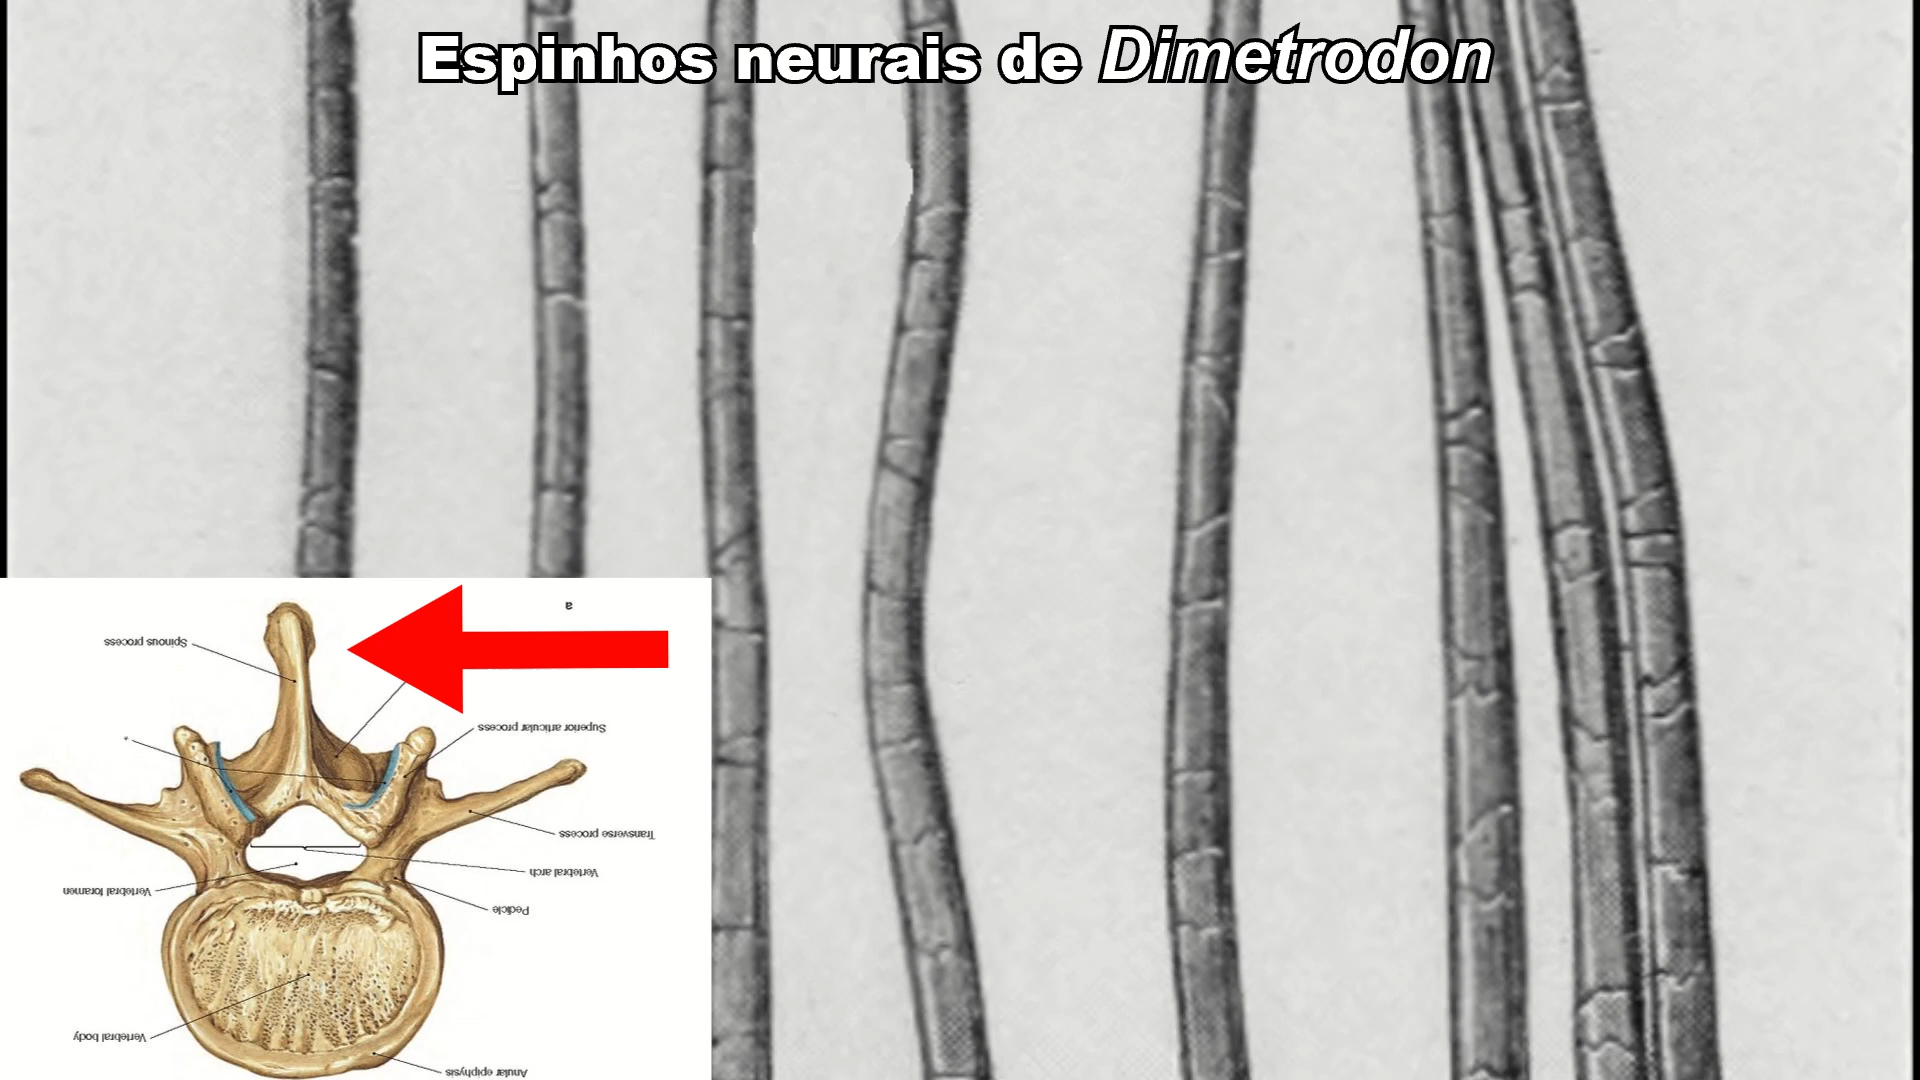 Espinhos neurais de Dimetrodon
a
Spinous process
Superior articular process
*
Transverse process
Vertebral arch
Vertebral foramen
Pedicle
Vertebral body
Anular epiphysis